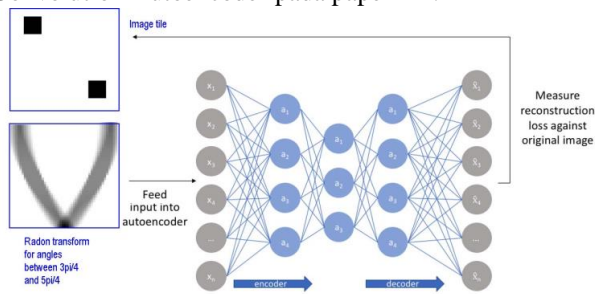 pada paper
Image tile
x₁
x₂
x₃
x₄
...
xₙ
a₁
a₂
a₃
a₄
a₂
a₃
a₁
a₂
a₄
x̂₁
x̂₂
x̂₃
x̂₄
...
x̂ₙ
Measure
reconstruction
loss against
original image
Feed
input into
autoencoder
Radon transform
for angles
between 3pi/4
and 5pi/4
encoder
decoder